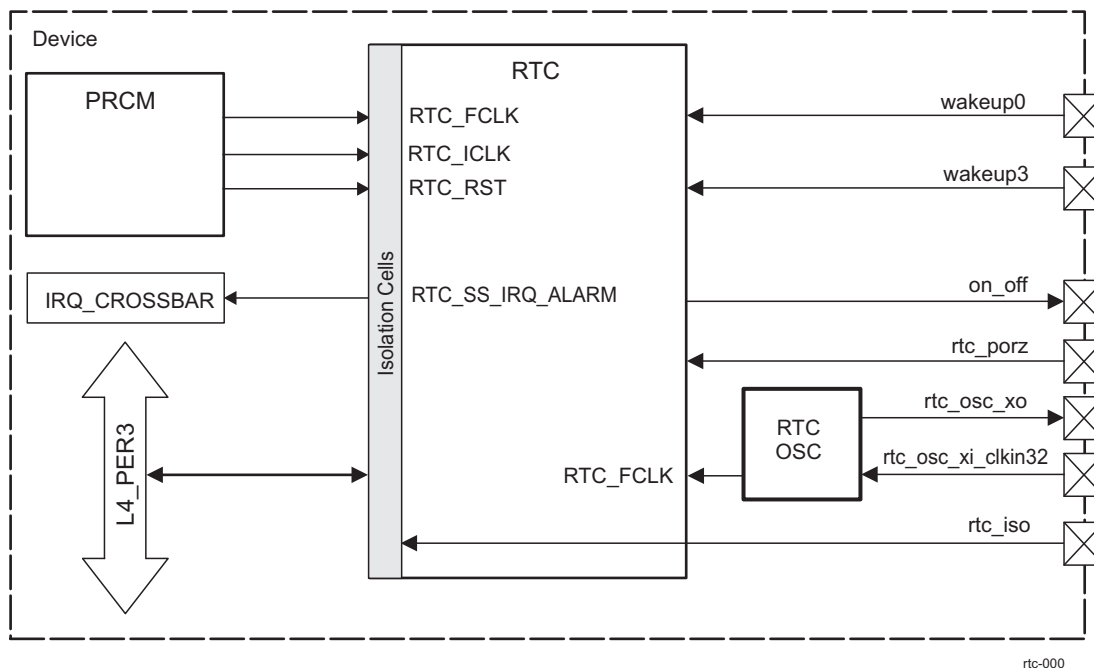 Device
PRCM
RTC
RTC_FCLK
RTC_ICLK
RTC_RST
wakeup0
wakeup3
IRQ_CROSSBAR
RTC_SS_IRQ_ALARM
on_off
Isolation Cells
rtc_porz
L4_PER3
RTC
OSC
rtc_osc_xo
RTC_FCLK
rtc_osc_xi_clkin32
rtc_iso
rtc-000